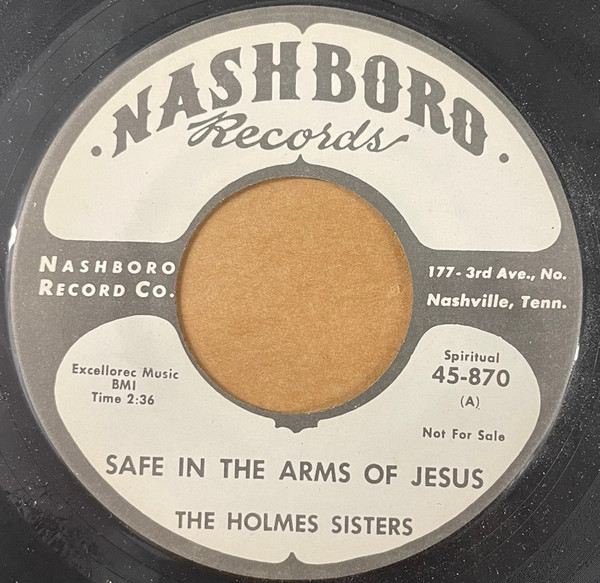 NASHBORO
Records
NASHBORO
RECORD CO.
177-3rd Ave., No.
Nashville, Tenn.
Excellorec Music
BMI
Time 2:36
Spiritual
45-870
(A)
Not For Sale
SAFE IN THE ARMS OF JESUS
THE HOLMES SISTERS